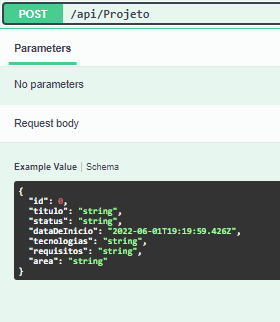 POST /api/Projeto
Parameters
No parameters
Request body
Example Value | Schema
{
"id": 0,
"titulo": "string",
"status": "string",
"dataDeInicio": "2022-06-01T19:19:59.426Z",
"tecnologias": "string",
"requisitos": "string",
"area": "string"
}